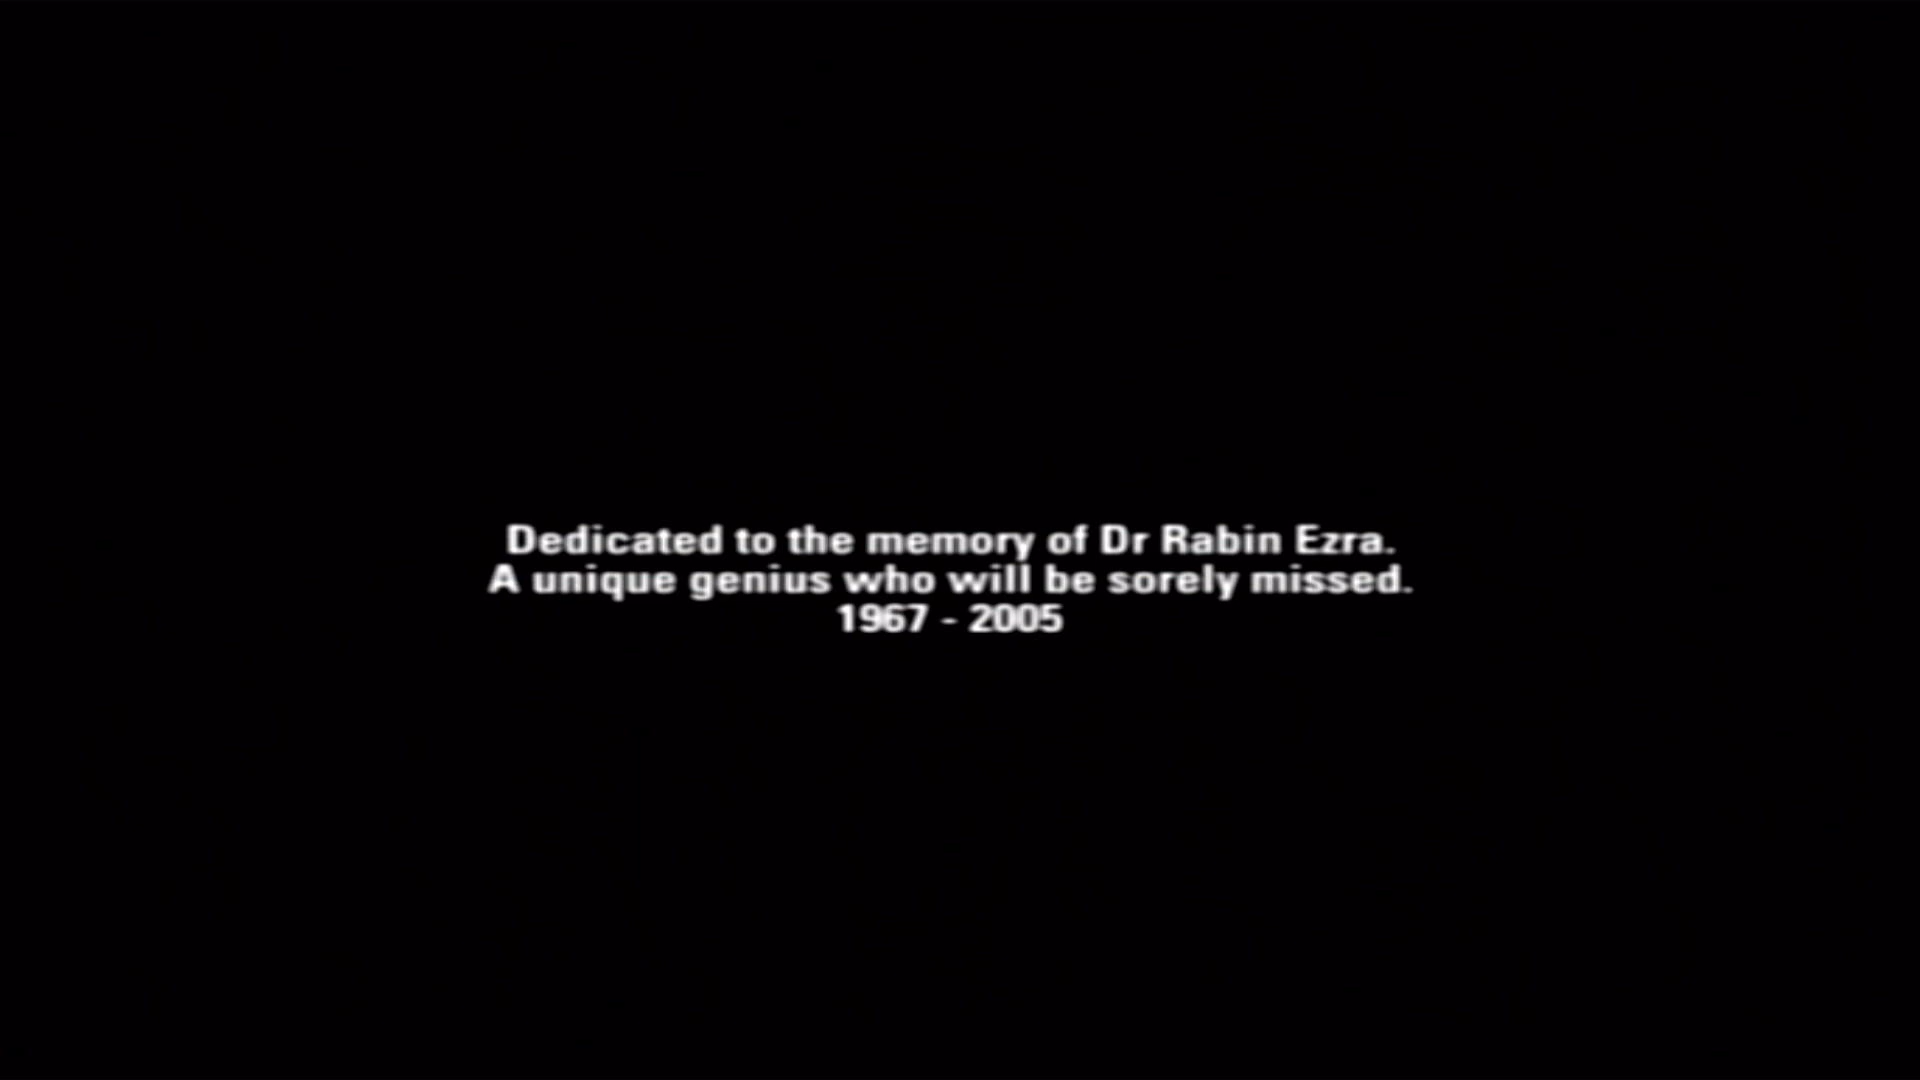 Dedicated to the memory of Dr Rabin Ezra.
A unique genius who will be sorely missed.
1967 - 2005